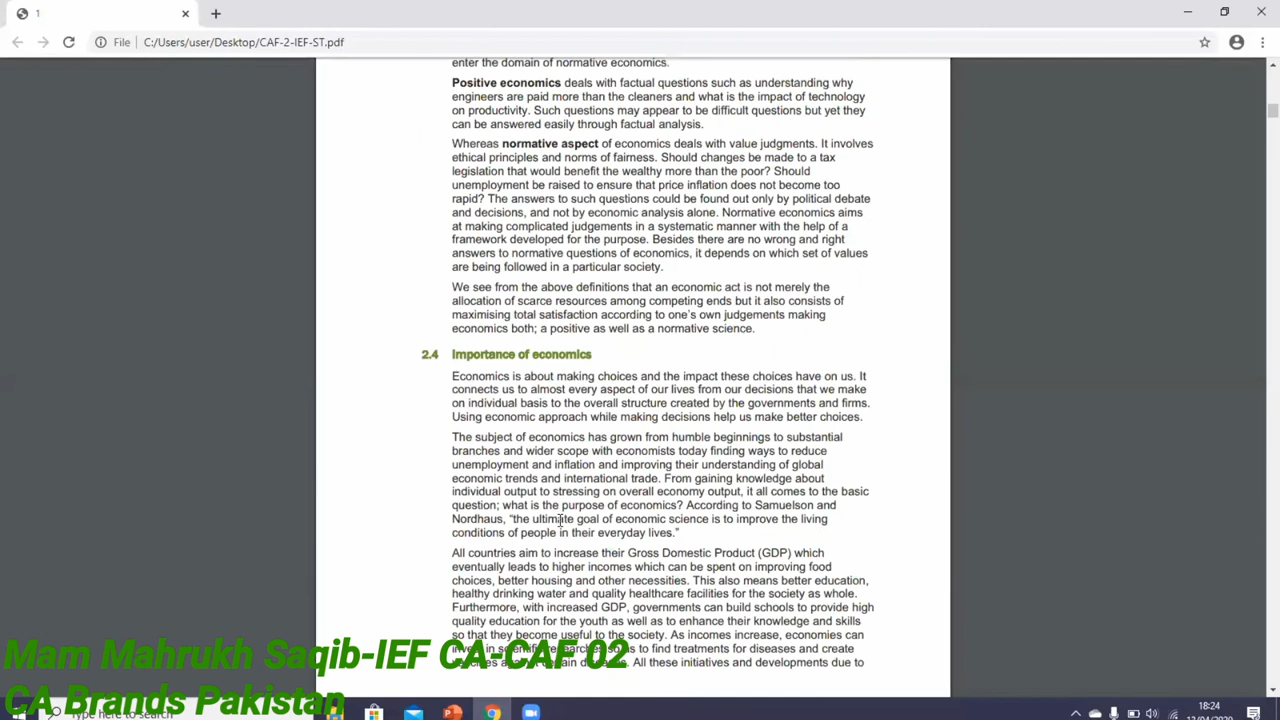 1
File
C:/Users/user/Desktop/CAF-2-IEF-ST.pdf
enter the domain of normative economics.
Positive economics deals with factual questions such as understanding why
engineers are paid more than the cleaners and what is the impact of technology
on productivity. Such questions may appear to be difficult questions but yet they
can be answered easily through factual analysis.
Whereas normative aspect of economics deals with value judgments. It involves
ethical principles and norms of fairness. Should changes be made to a tax
legislation that would benefit the wealthy more than the poor? Should
unemployment be raised to ensure that price inflation does not become too
rapid? The answers to such questions could be found out only by political debate
and decisions, and not by economic analysis alone. Normative economics aims
at making complicated judgements in a systematic manner with the help of a
framework developed for the purpose. Besides there are no wrong and right
answers to normative questions of economics, it depends on which set of values
are being followed in a particular society.
We see from the above definitions that an economic act is not merely the
allocation of scarce resources among competing ends but it also consists of
maximising total satisfaction according to one's own judgements making
economics both; a positive as well as a normative science.
2.4 Importance of economics
Economics is about making choices and the impact these choices have on us. It
connects us to almost every aspect of our lives from our decisions that we make
on individual basis to the overall structure created by the governments and firms.
Using economic approach while making decisions help us make better choices.
The subject of economics has grown from humble beginnings to substantial
branches and wider scope with economists today finding ways to reduce
unemployment and inflation and improving their understanding of global
economic trends and international trade. From gaining knowledge about
individual output to stressing on overall economy output, it all comes to the basic
question; what is the purpose of economics? According to Samuelson and
Nordhaus, “the ultimate goal of economic science is to improve the living
conditions of people in their everyday lives.”
All countries aim to increase their Gross Domestic Product (GDP) which
eventually leads to higher incomes which can be spent on improving food
choices, better housing and other necessities. This also means better education,
healthy drinking water and quality healthcare facilities for the society as whole.
Furthermore, with increased GDP, governments can build schools to provide high
quality education for the youth as well as to enhance their knowledge and skills
so that they become useful to the society. As incomes increase, economies can
to find treatments for diseases and create
All these initiatives and developments due to
Mam Mahrukh Saqib-IEF CA-CAF 02
CA Brands Pakistan
Type here to search
18:24